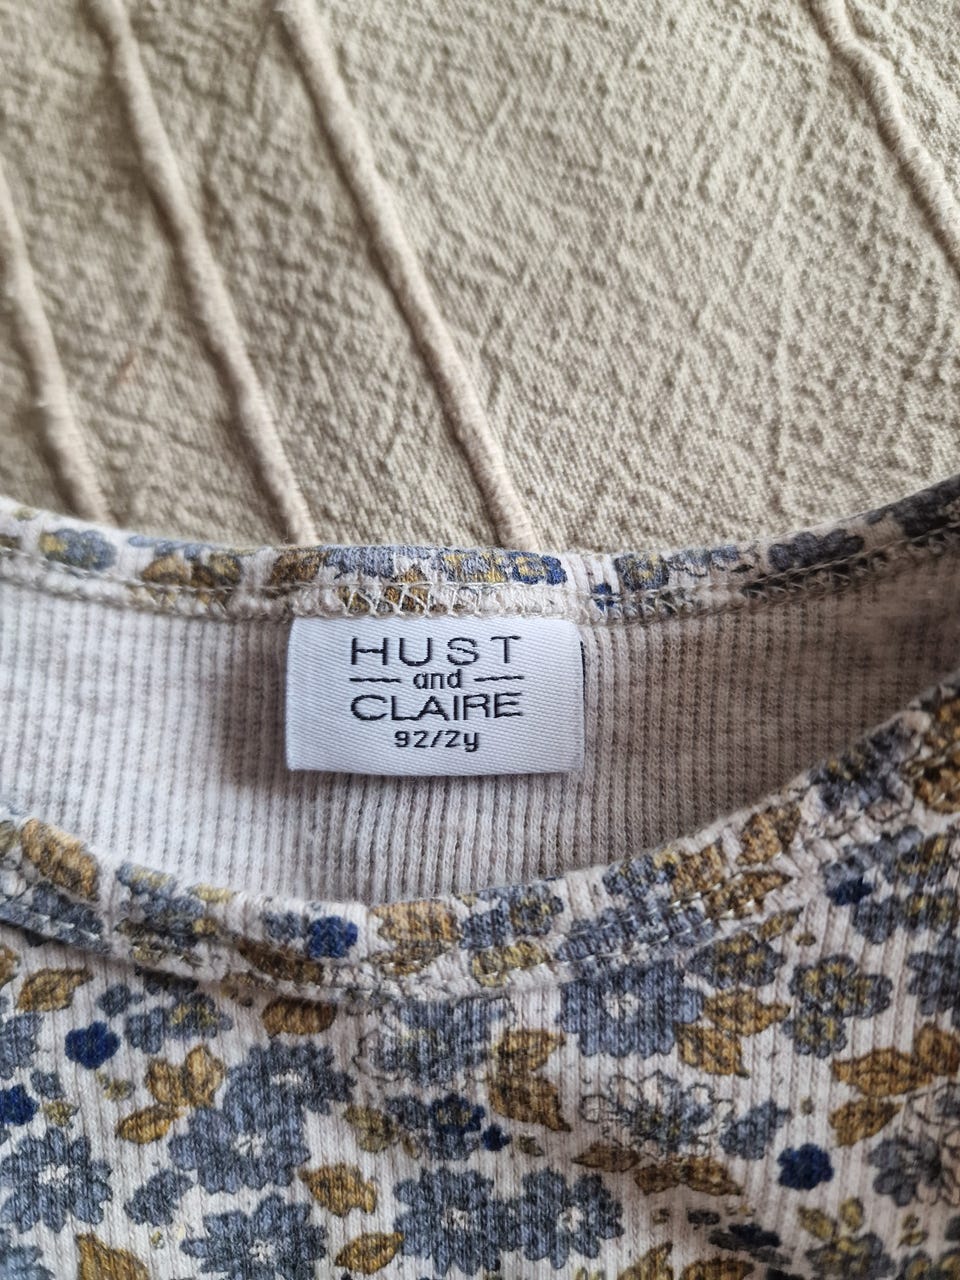 HUST
and
CLAIRE
92/2y